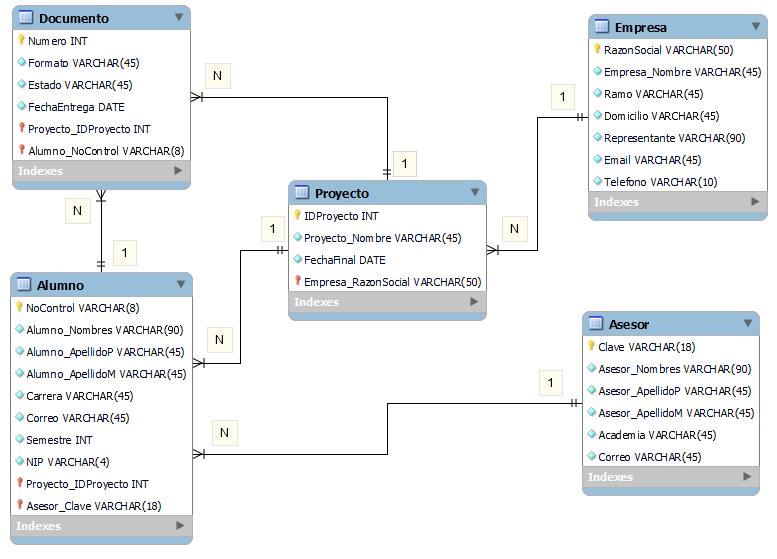 Documento
Numero INT
Formato VARCHAR(45)
Estado VARCHAR(45)
FechaEntrega DATE
Proyecto_IDProyecto INT
Alumno_NoControl VARCHAR(8)
Indexes
N
1
N
1
Empresa
RazonSocial VARCHAR(50)
Empresa_Nombre VARCHAR(45)
Ramo VARCHAR(45)
Domicilio VARCHAR(45)
Representante VARCHAR(90)
Email VARCHAR(45)
Telefono VARCHAR(10)
Indexes
1
N
Proyecto
IDProyecto INT
Proyecto_Nombre VARCHAR(45)
FechaFinal DATE
Empresa_RazonSocial VARCHAR(50)
Indexes
1
N
Alumno
NoControl VARCHAR(8)
Alumno_Nombres VARCHAR(90)
Alumno_ApellidoP VARCHAR(45)
Alumno_ApellidoM VARCHAR(45)
Carrera VARCHAR(45)
Correo VARCHAR(45)
Semestre INT
NIP VARCHAR(4)
Proyecto_IDProyecto INT
Asesor_Clave VARCHAR(18)
Indexes
N
1
Asesor
Clave VARCHAR(18)
Asesor_Nombres VARCHAR(90)
Asesor_ApellidoP VARCHAR(45)
Asesor_ApellidoM VARCHAR(45)
Academia VARCHAR(45)
Correo VARCHAR(45)
Indexes